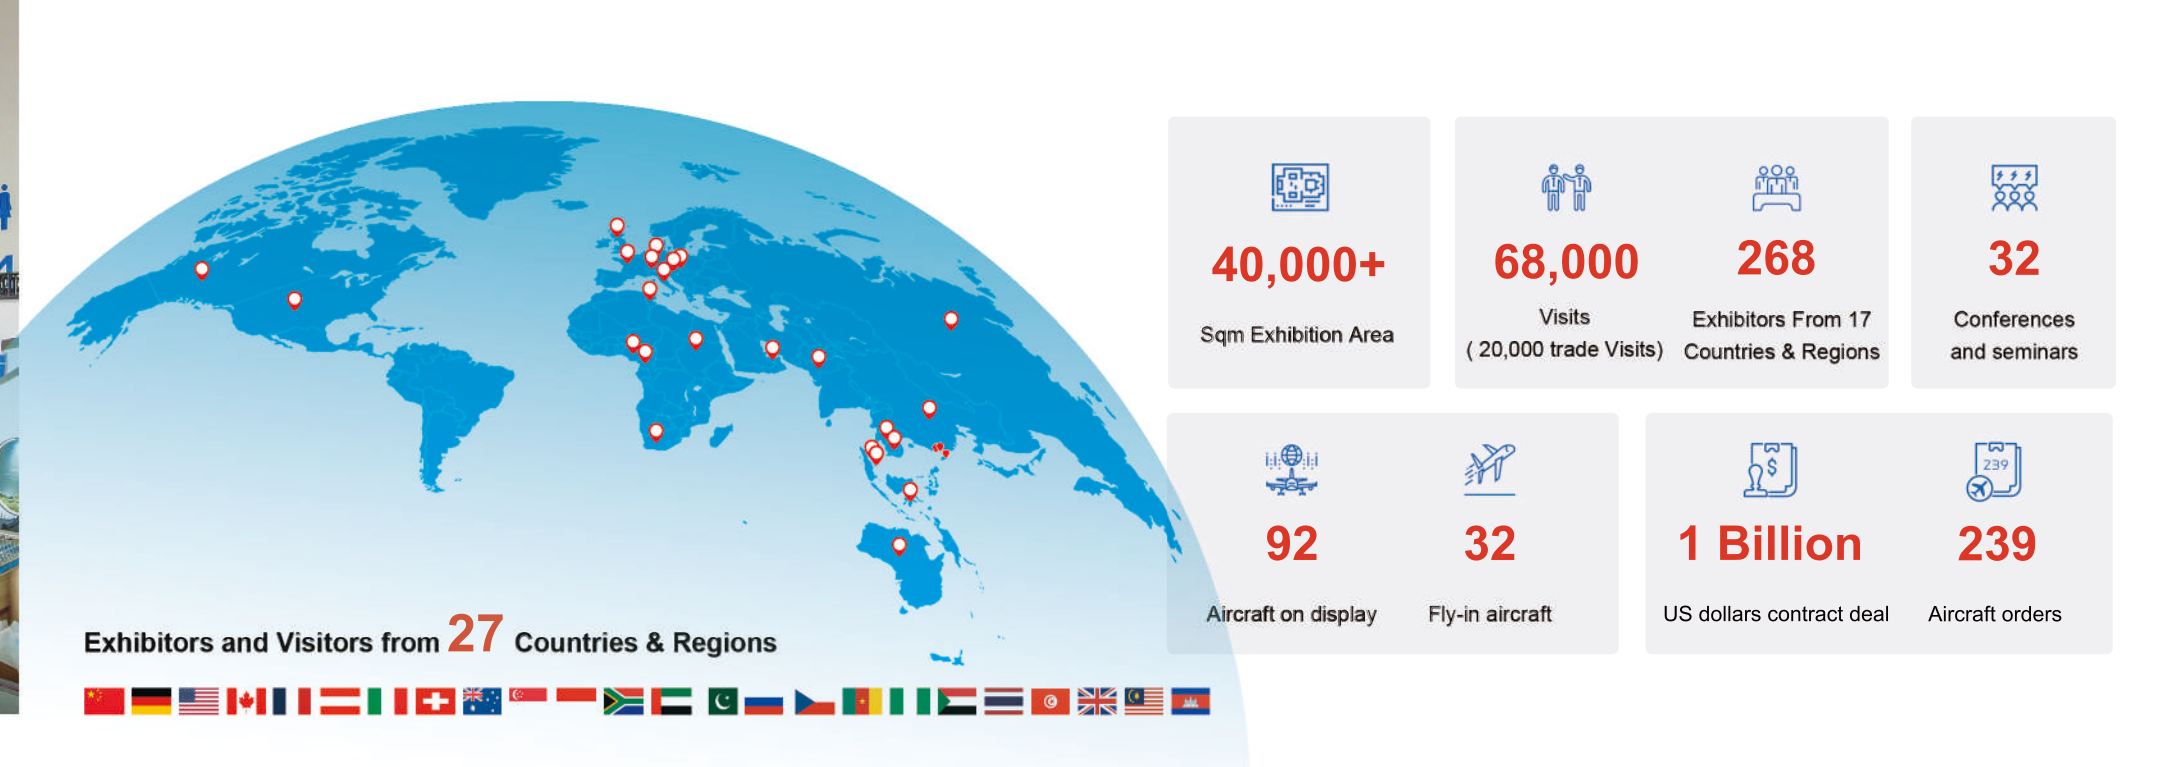 40,000+
Sqm Exhibition Area
68,000
Visits
( 20,000 trade Visits)
268
Exhibitors From 17
Countries & Regions
32
Conferences
and seminars
92
Aircraft on display
32
Fly-in aircraft
$
1 Billion
US dollars contract deal
239
239
Aircraft orders
Exhibitors and Visitors from 27 Countries & Regions